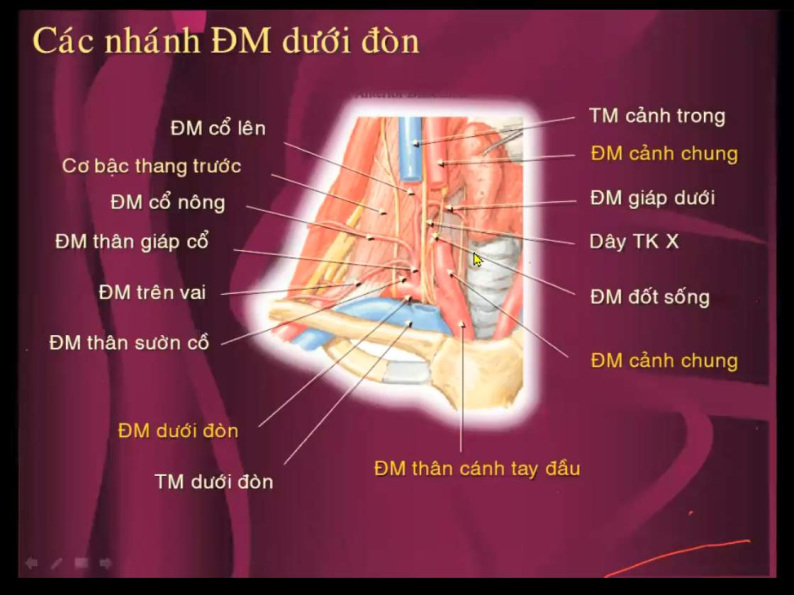 Các nhánh ĐM dưới đòn
ĐM cổ lên
Cơ bậc thang trước
ĐM cổ nông
ĐM thân giáp cổ
ĐM trên vai
ĐM thân sườn cồ
ĐM dưới đòn
TM dưới đòn
TM cảnh trong
ĐM cảnh chung
ĐM giáp dưới
Dây TK X
ĐM đốt sống
ĐM cảnh chung
ĐM thân cánh tay đầu